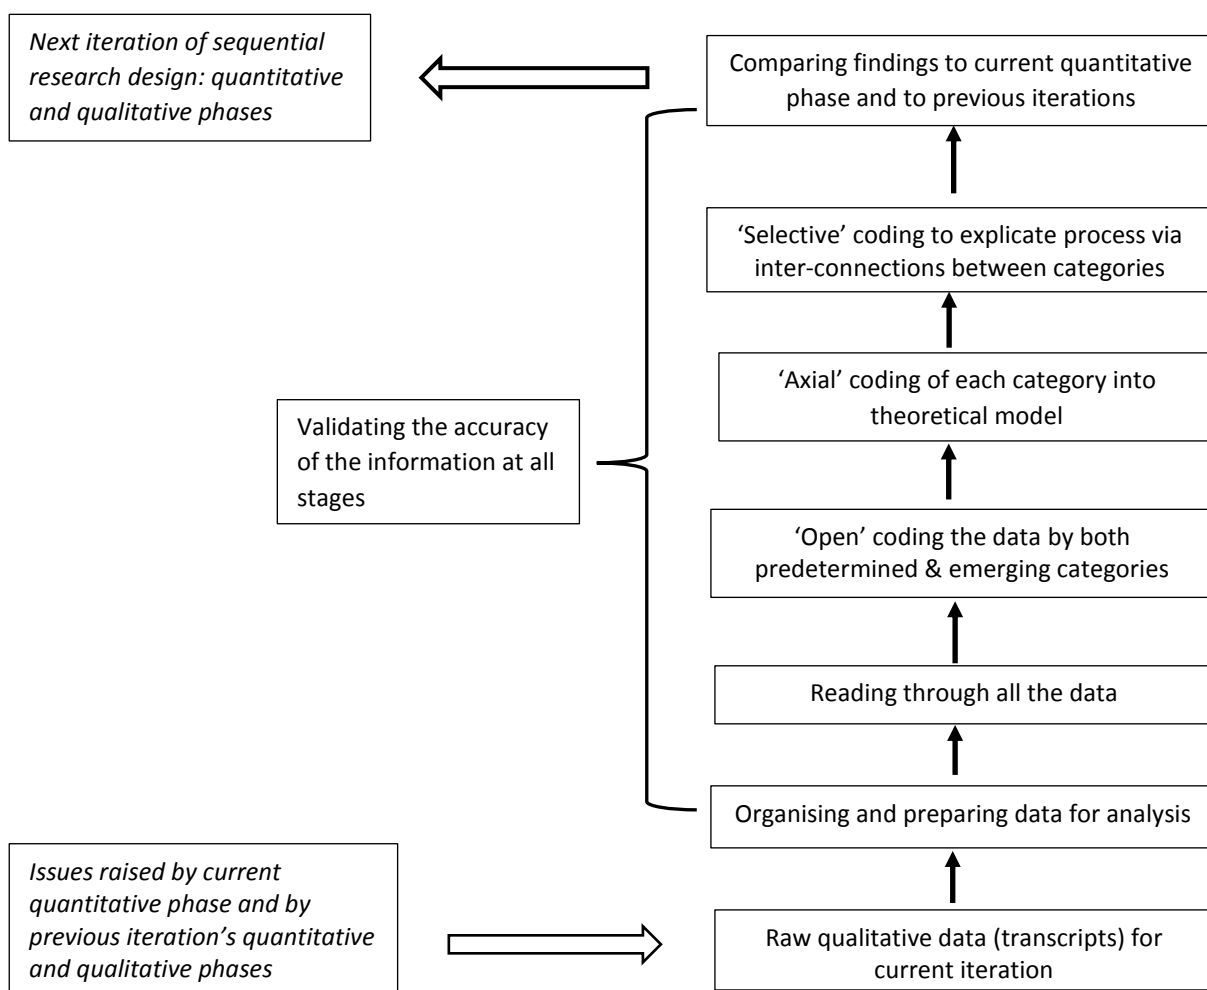 Next iteration of sequential
research design: quantitative
and qualitative phases
Comparing findings to current quantitative
phase and to previous iterations
‘Selective’ coding to explicate process via
inter-connections between categories
‘Axial’ coding of each category into
theoretical model
Validating the accuracy
of the information at all
stages
‘Open’ coding the data by both
predetermined & emerging categories
Reading through all the data
Organising and preparing data for analysis
Issues raised by current
quantitative phase and by
previous iteration’s quantitative
and qualitative phases
Raw qualitative data (transcripts) for
current iteration